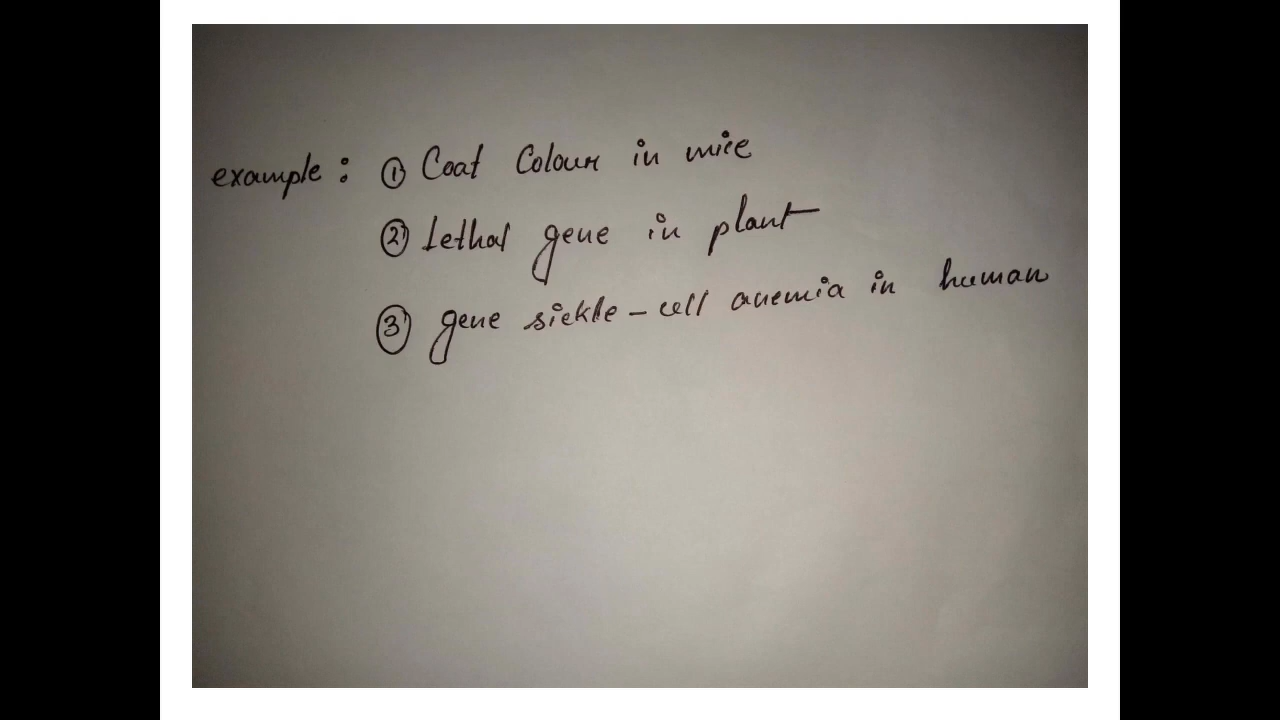 example : ① Coat Colour in mice
② Lethal gene in plant
③ gene sickle-cell anemia in human